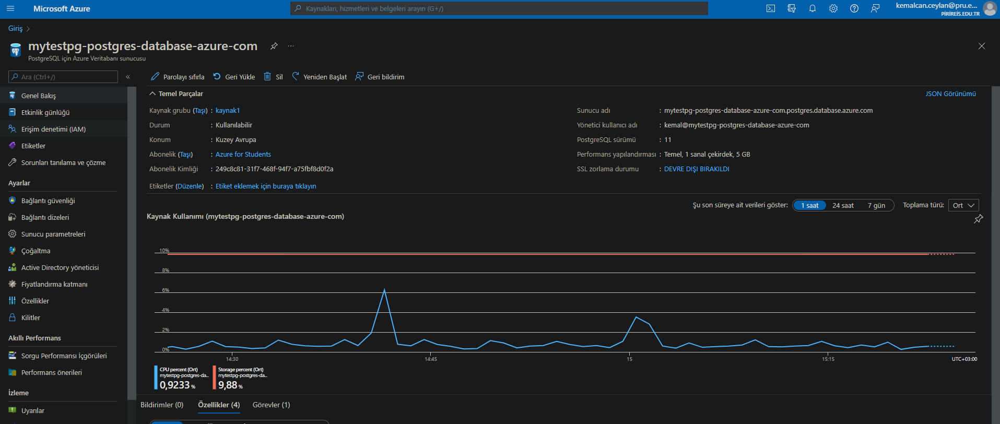 Microsoft Azure
Kaynakları, hizmetleri ve belgeleri arayın (G+/)
kemalcan.ceylan@pru.e...
PİRİREİS.EDU.TR
Giriş
mytestpg-postgres-database-azure-com
PostgreSQL için Azure Veritabanı sunucusu
Ara (Ctrl+/)
Genel Bakış
Etkinlik günlüğü
Erişim denetimi (IAM)
Etiketler
Sorunları tanılama ve çözme
Ayarlar
Bağlantı güvenliği
Bağlantı dizeleri
Sunucu parametreleri
Çoğaltma
Active Directory yöneticisi
Fiyatlandırma katmanı
Özellikler
Kilitler
Akıllı Performans
Sorgu Performansı İçgörüleri
Performans önerileri
İzleme
Uyarılar
Parolayı sıfırla Geri Yükle Sil Yeniden Başlat Geri bildirim
Temel Parçalar
JSON Görünümü
Kaynak grubu (Taşı) : kaynak1
Durum : Kullanılabilir
Konum : Kuzey Avrupa
Abonelik (Taşı) : Azure for Students
Abonelik Kimliği : 249c8c81-31f7-468f-94f7-a75fbf8d0f2a
Etiketler (Düzenle) : Etiket eklemek için buraya tıklayın
Sunucu adı : mytestpg-postgres-database-azure-com.postgres.database.azure.com
Yönetici kullanıcı adı : kemal@mytestpg-postgres-database-azure-com
PostgreSQL sürümü : 11
Performans yapılandırması : Temel, 1 sanal çekirdek, 5 GB
SSL zorlama durumu : DEVRE DIŞI BIRAKILDI
Şu son süreye ait verileri göster: 1 saat 24 saat 7 gün Toplama türü: Ort
Kaynak Kullanımı (mytestpg-postgres-database-azure-com)
10%
8%
6%
4%
2%
0%
14:30 14:45 15 15:15 UTC+03:00
CPU percent (Ort)
mytestpg-postgres-da...
0,9233 %
Storage percent (Ort)
mytestpg-postgres-da...
9,88 %
Bildirimler (0) Özellikler (4) Görevler (1)